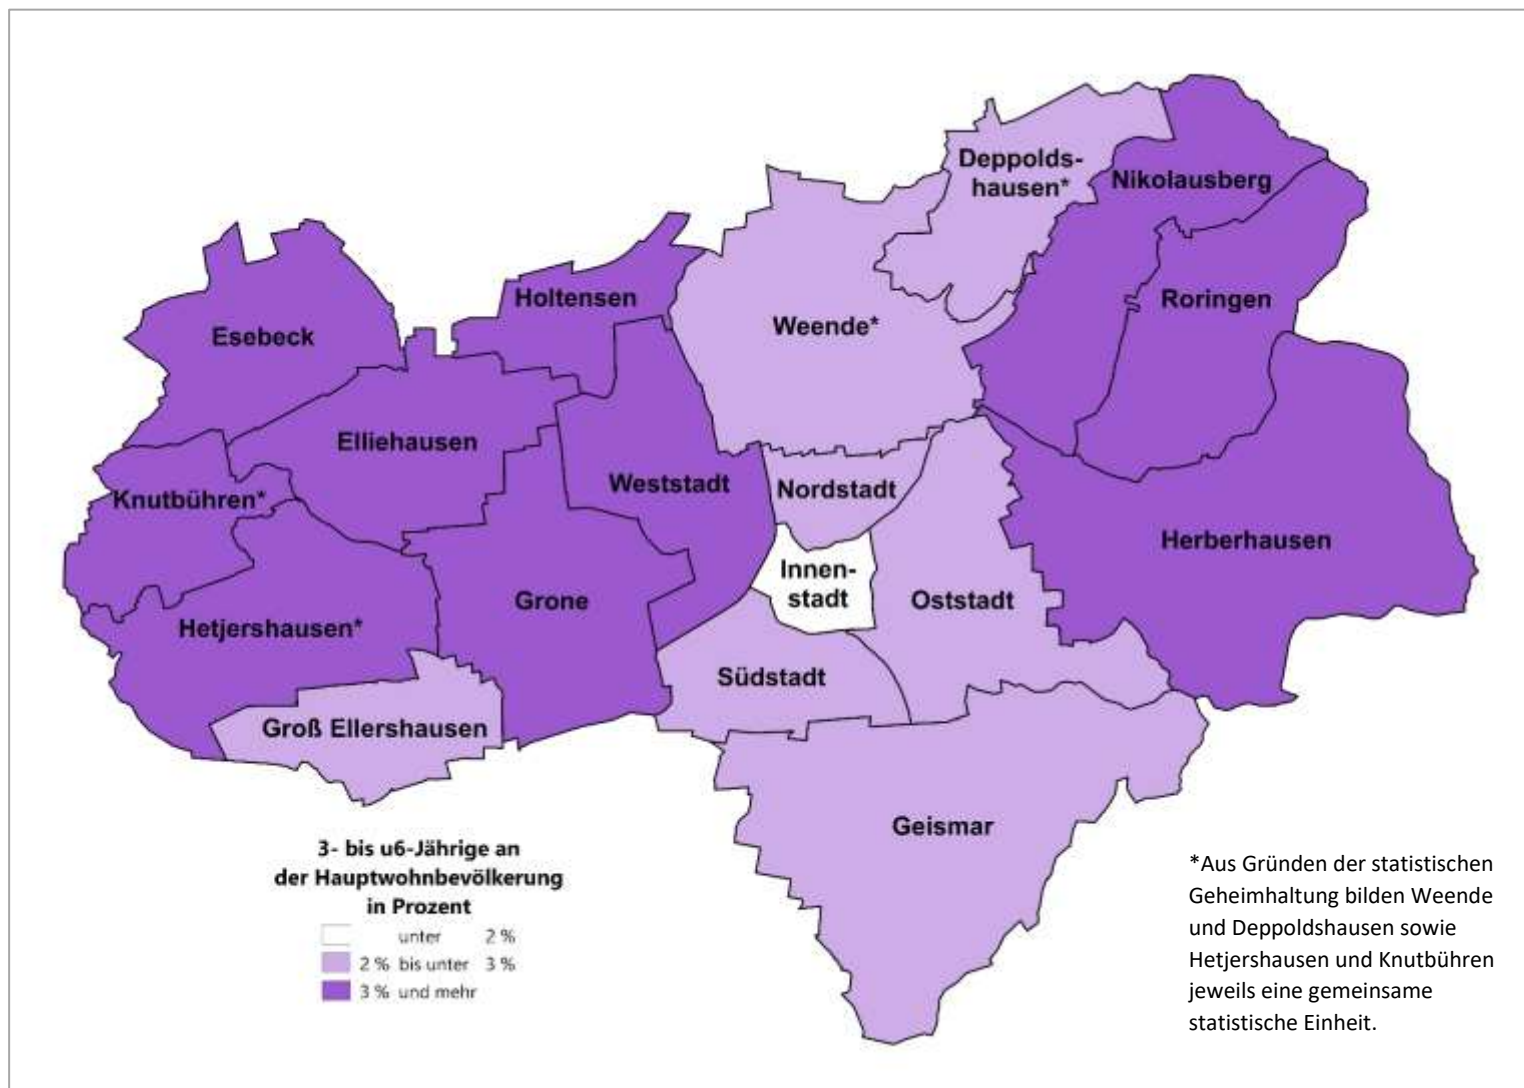 Deppolds-
hausen*
Nikolausberg
Holtensen
Roringen
Esebeck
Weende*
Elliehausen
Weststadt
Nordstadt
Knutbühren*
Herberhausen
Innen-
stadt
Grone
Oststadt
Hetjershausen*
Südstadt
Groß Ellershausen
Geismar
3- bis u6-Jährige an
der Hauptwohnbevölkerung
in Prozent
unter 2 %
2 % bis unter 3 %
3 % und mehr
*Aus Gründen der statistischen
Geheimhaltung bilden Weende
und Deppoldshausen sowie
Hetjershausen und Knutbühren
jeweils eine gemeinsame
statistische Einheit.